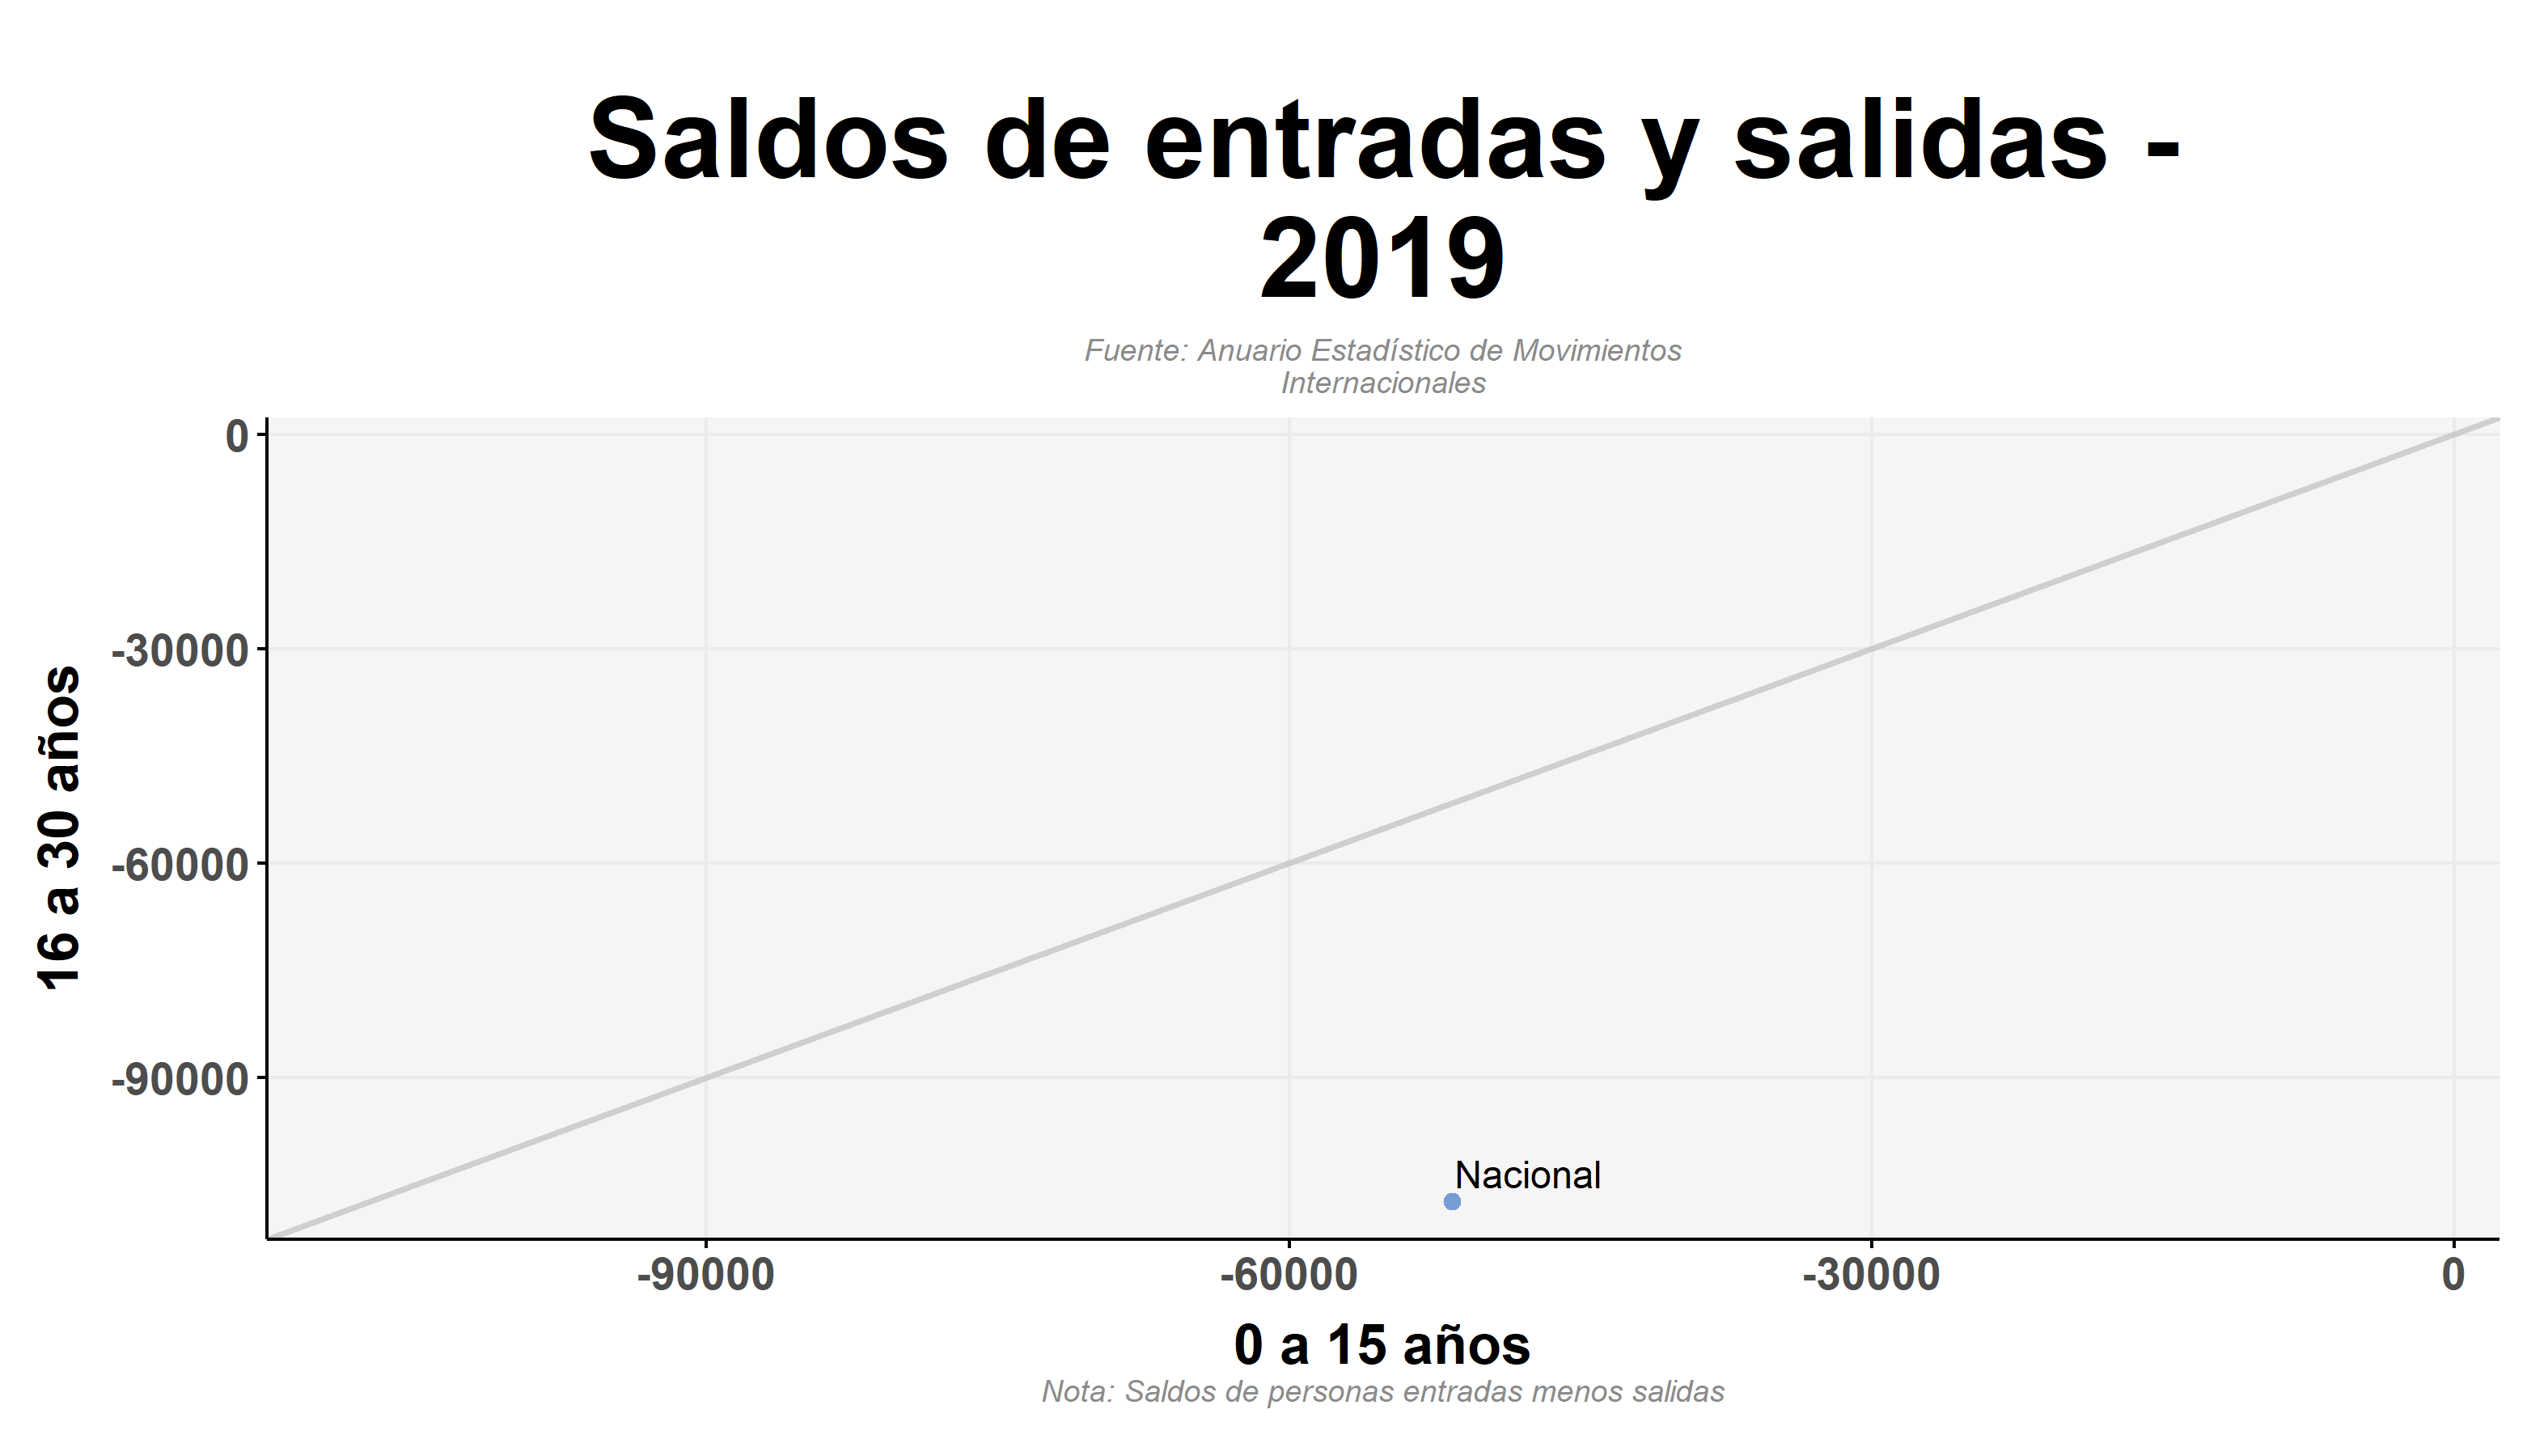 Saldos de entradas y salidas -
2019
Fuente: Anuario Estadístico de Movimientos
Internacionales
0
-30000
-60000
-90000
16 a 30 años
Nacional
-90000
-60000
-30000
0
0 a 15 años
Nota: Saldos de personas entradas menos salidas